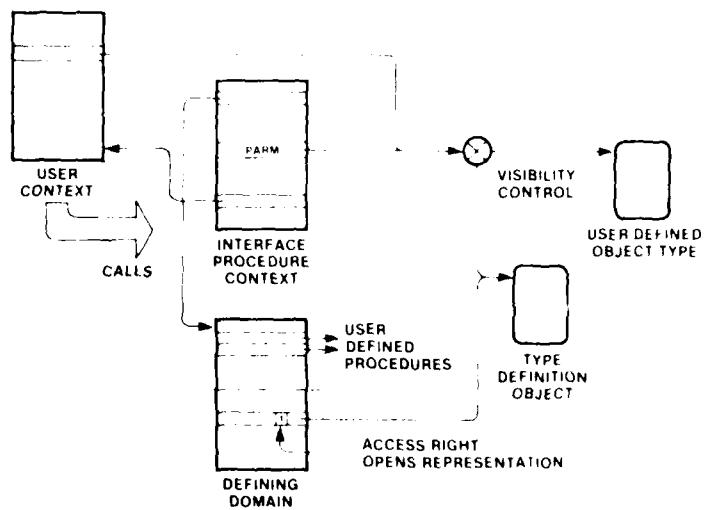 PARM
USER
CONTEXT
VISIBILITY
CONTROL
USER DEFINED
OBJECT TYPE
CALLS
INTERFACE
PROCEDURE
CONTEXT
USER
DEFINED
PROCEDURES
TYPE
DEFINITION
OBJECT
1
ACCESS RIGHT
OPENS REPRESENTATION
DEFINING
DOMAIN